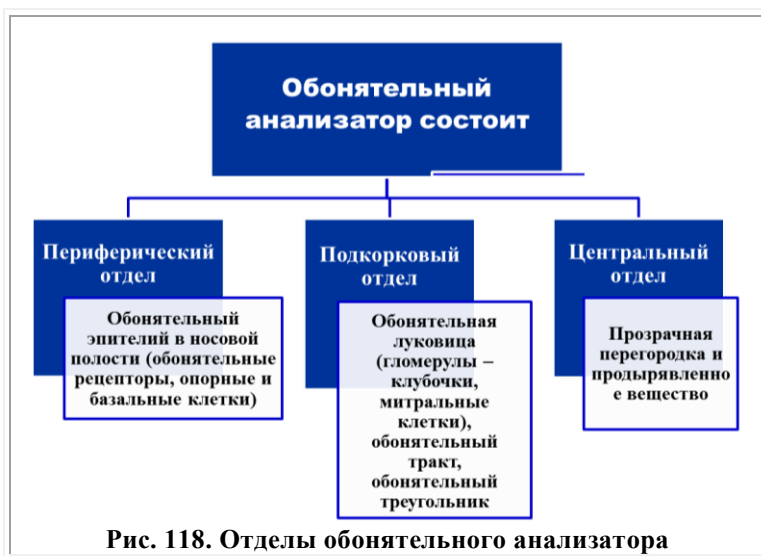 Обонятельный
анализатор состоит
Периферический
отдел
Обонятельный
эпителий в носовой
полости (обонятельные
рецепторы, опорные и
базальные клетки)
Подкорковый
отдел
Обонятельная
луковица
(гломерулы –
клубочки,
митральные
клетки),
обонятельный
тракт,
обонятельный
треугольник
Центральный
отдел
Прозрачная
перегородка и
продырявленно
е вещество
Рис. 118. Отделы обонятельного анализатора